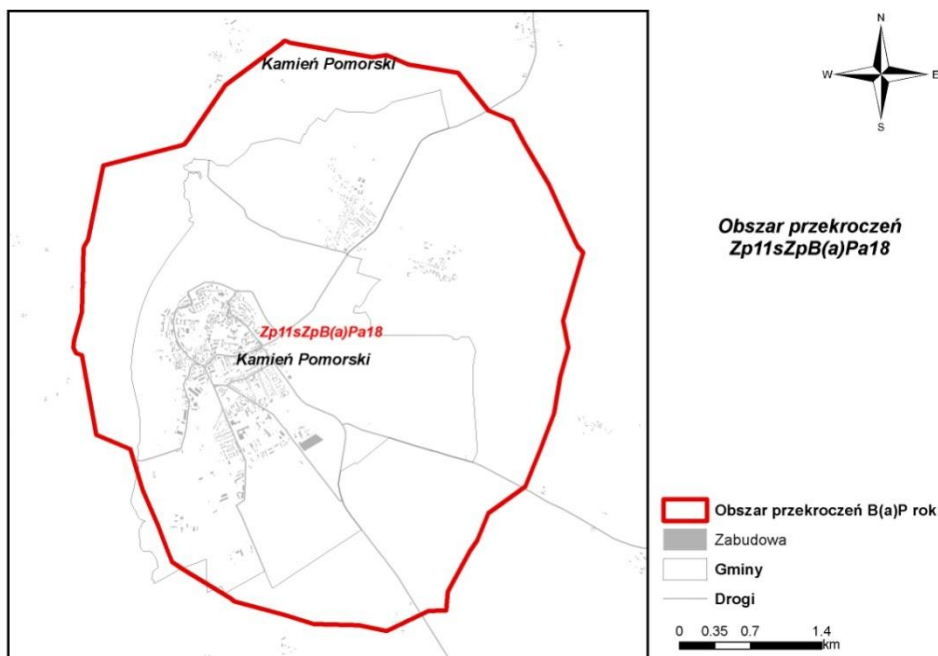 Kamień Pomorski
Zp11sZpB(a)Pa18
Kamień Pomorski
N
W
E
S
Obszar przekroczeń
Zp11sZpB(a)Pa18
Obszar przekroczeń B(a)P rok
Zabudowa
Gminy
Drogi
0 0.35 0.7 1.4
km